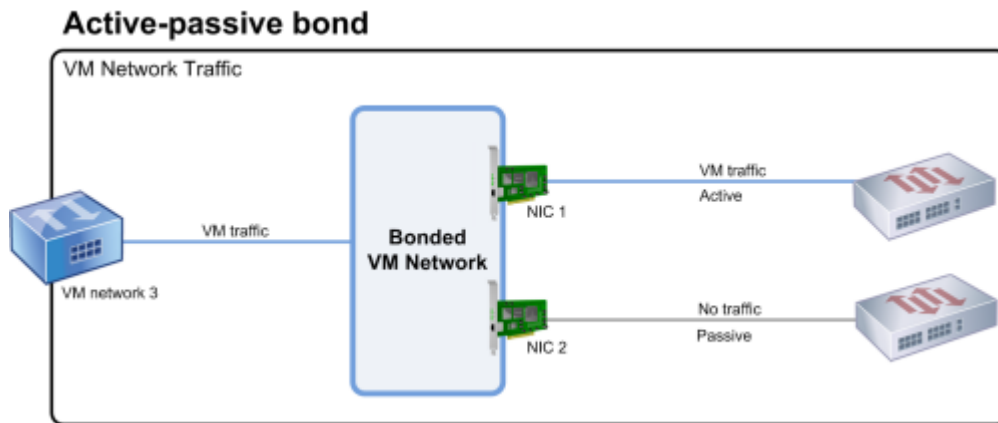 Active-passive bond
VM Network Traffic
VM traffic
Active
NIC 1
VM traffic
Bonded
VM Network
VM network 3
No traffic
Passive
NIC 2